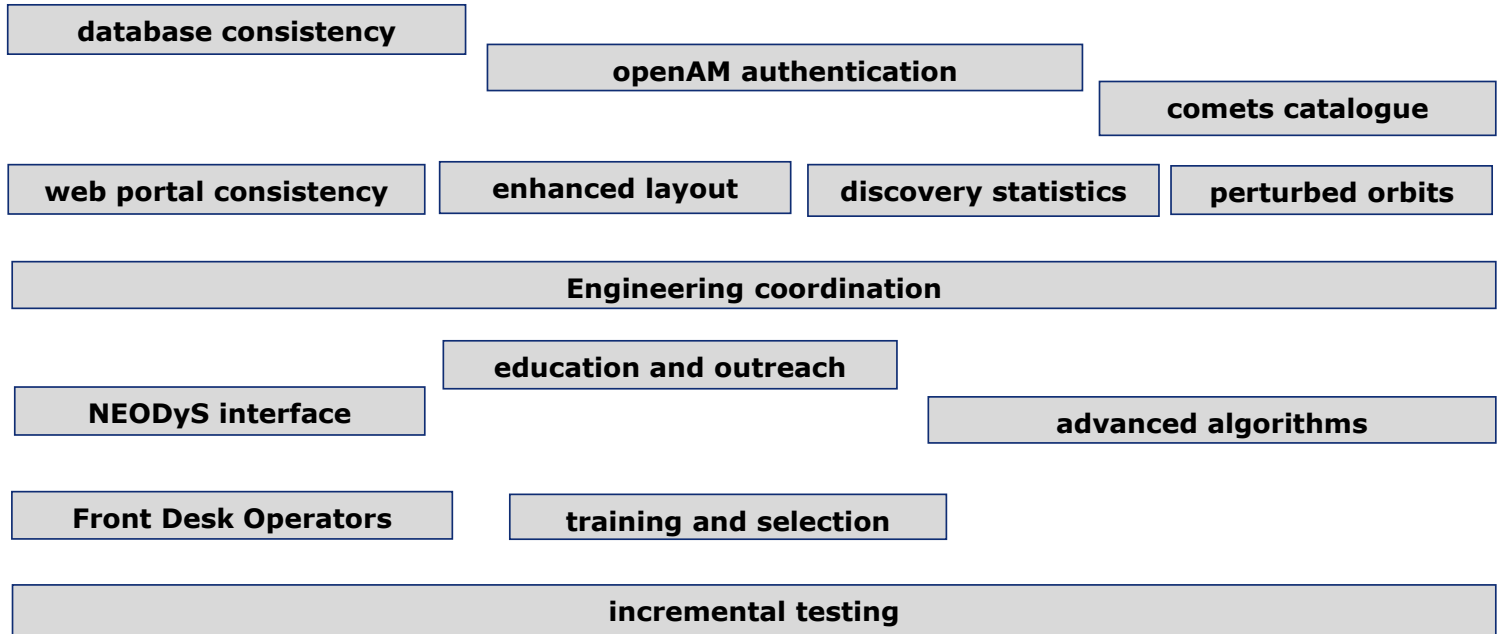 database consistency
openAM authentication
comets catalogue
web portal consistency
enhanced layout
discovery statistics
perturbed orbits
Engineering coordination
education and outreach
NEODyS interface
advanced algorithms
Front Desk Operators
training and selection
incremental testing